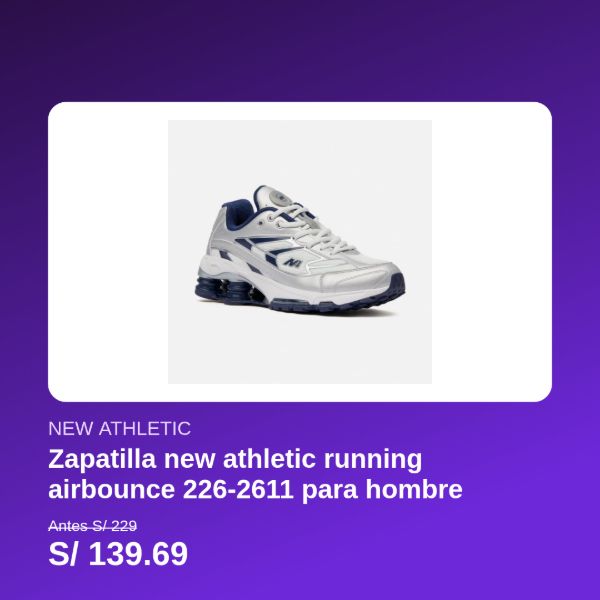 NEW ATHLETIC
Zapatilla new athletic running
airbounce 226-2611 para hombre
Antes S/ 229
S/ 139.69